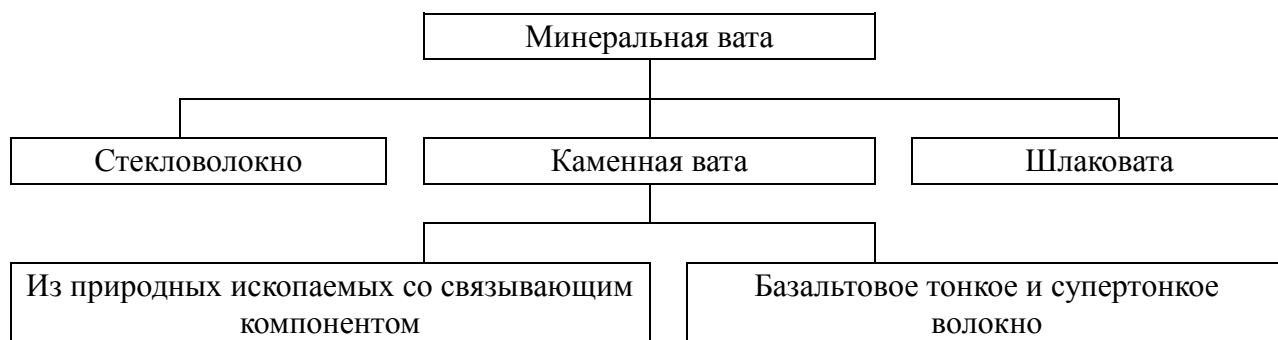 Минеральная вата
Стекловолокно
Каменная вата
Шлаковата
Из природных ископаемых со связывающим
компонентом
Базальтовое тонкое и супертонкое
волокно